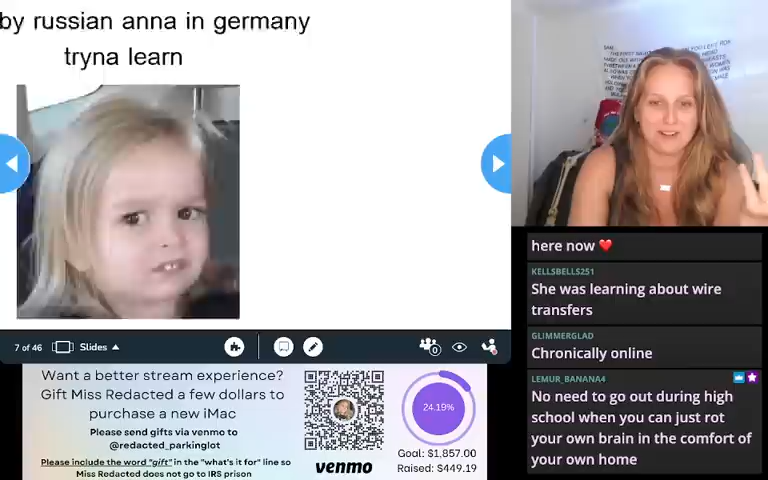 by russian anna in germany
tryna learn
7 of 46
Slides
0
Want a better stream experience?
Gift Miss Redacted a few dollars to
purchase a new iMac
Please send gifts via venmo to
@redacted_parkinglot
Please include the word "gift" in the "what's it for" line so
Miss Redacted does not go to IRS prison
venmo
24.19%
Goal: $1,857.00
Raised: $449.19
here now ❤️
KELLSBELLS251
She was learning about wire
transfers
GLIMMERGLAD
Chronically online
LEMUR_BANANA4
No need to go out during high
school when you can just rot
your own brain in the comfort of
your own home